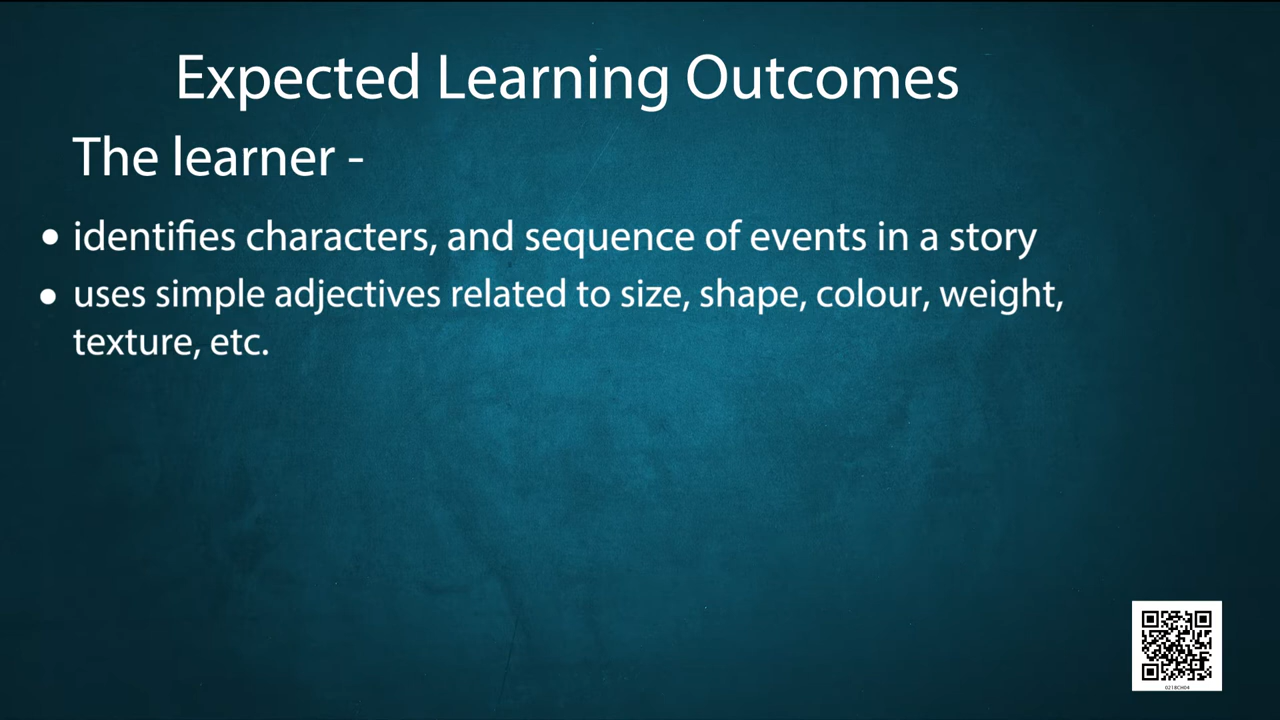 Expected Learning Outcomes
The learner -
• identifies characters, and sequence of events in a story
• uses simple adjectives related to size, shape, colour, weight,
texture, etc.
0218CH04